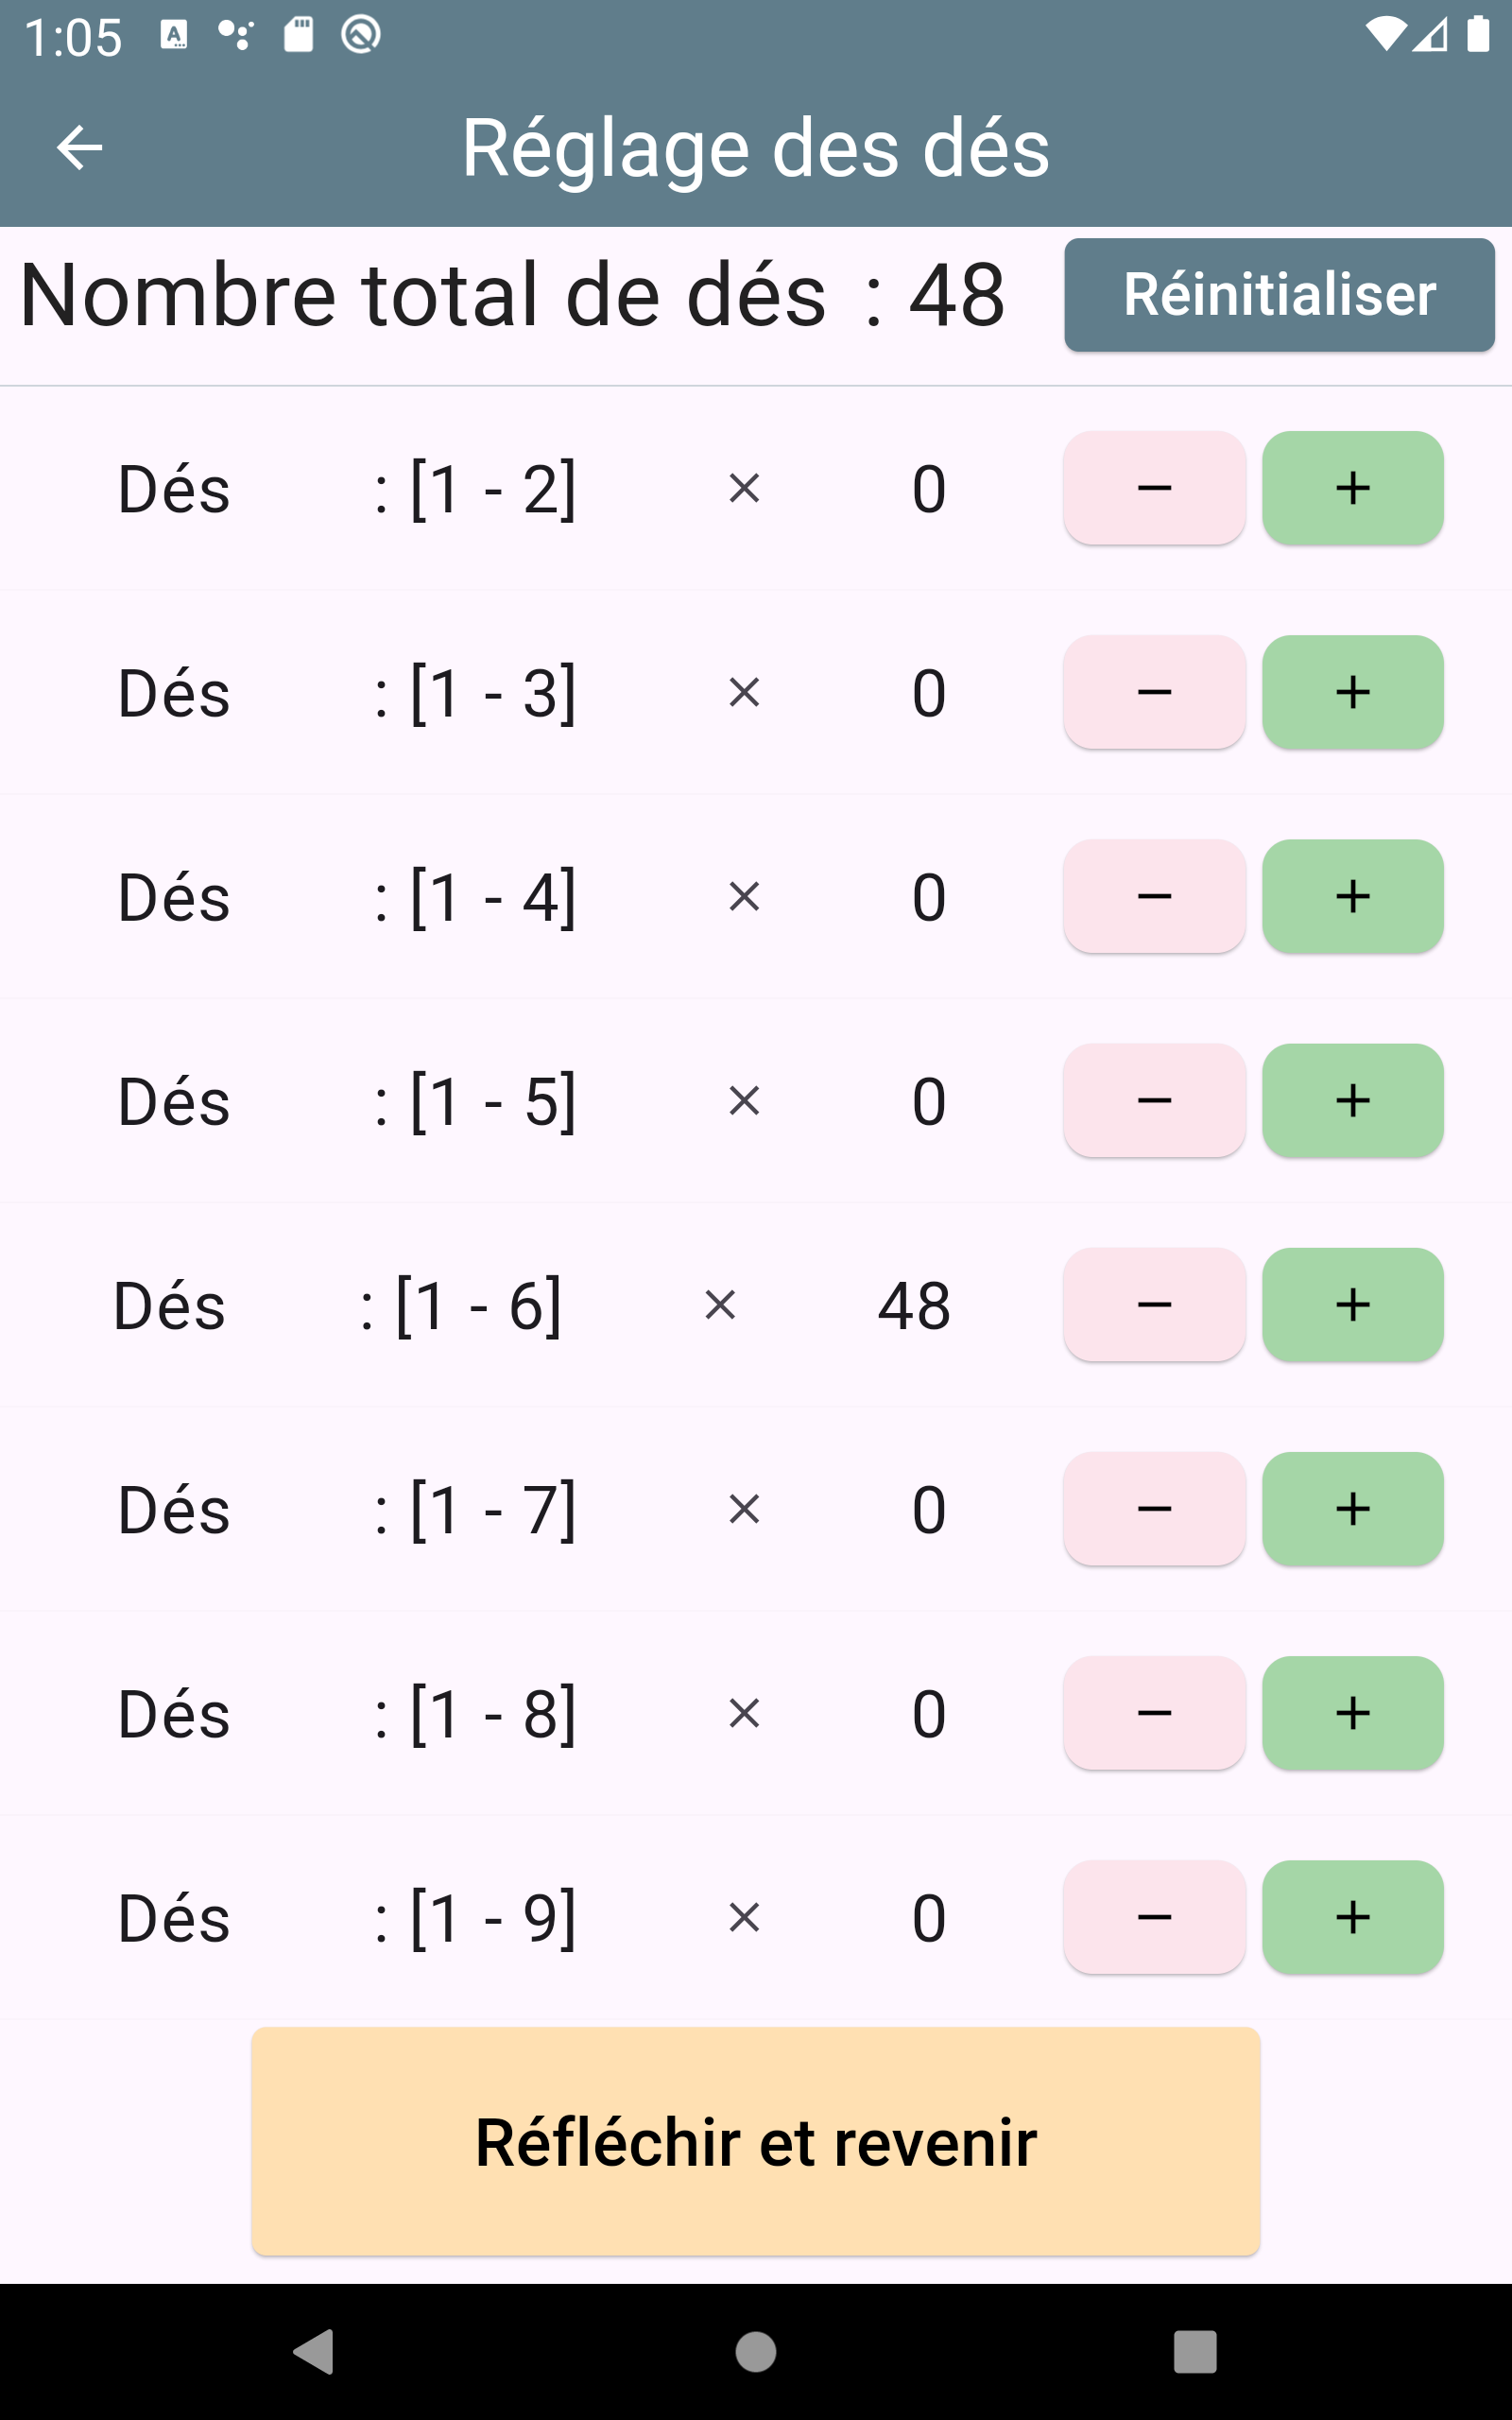 1:05
Réglage des dés
Nombre total de dés : 48 Réinitialiser
Dés : [1 - 2] × 0 − +
Dés : [1 - 3] × 0 − +
Dés : [1 - 4] × 0 − +
Dés : [1 - 5] × 0 − +
Dés : [1 - 6] × 48 − +
Dés : [1 - 7] × 0 − +
Dés : [1 - 8] × 0 − +
Dés : [1 - 9] × 0 − +
Réfléchir et revenir